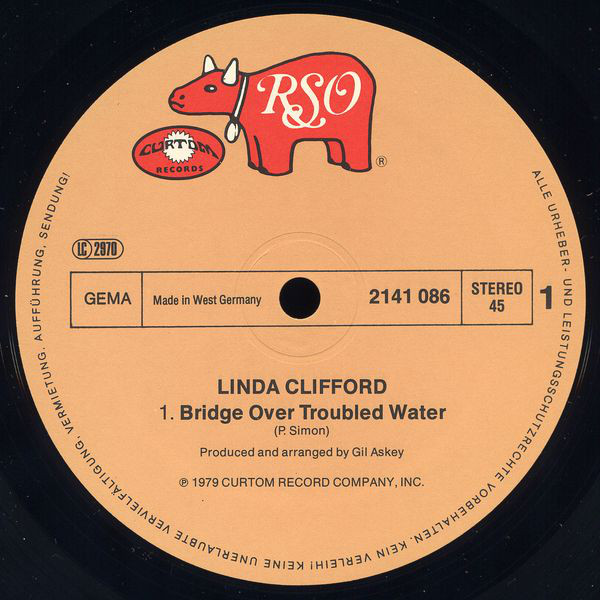 RSO
®
CURTOM
RECORDS
LC 2970
GEMA
Made in West Germany
2141 086
STEREO
45
1
LINDA CLIFFORD
1. Bridge Over Troubled Water
(P. Simon)
Produced and arranged by Gil Askey
℗ 1979 CURTOM RECORD COMPANY, INC.
ALLE URHEBER- UND LEISTUNGSSCHUTZRECHTE VORBEHALTEN. KEIN VERLEIH! KEINE UNERLAUBTE VERVIELFÄLTIGUNG, VERMIETUNG, AUFFÜHRUNG, SENDUNG!